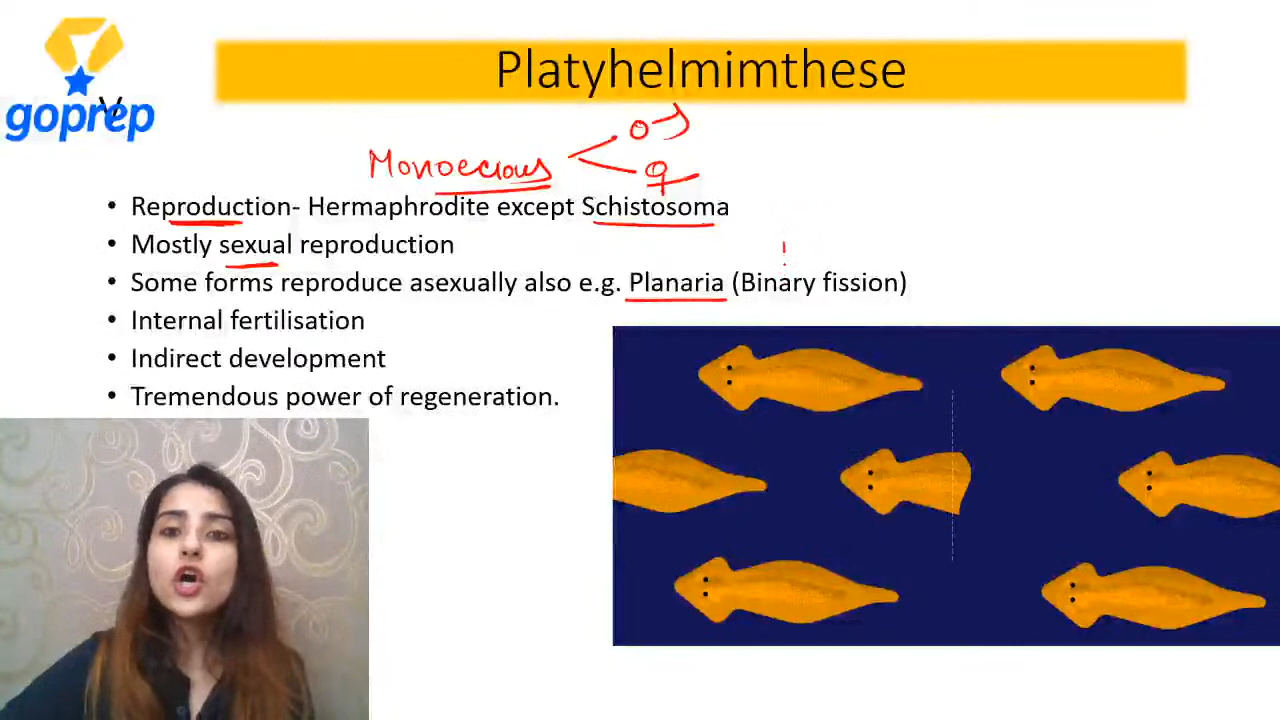 goprep
Platyhelmimthese
Monoecious
• Reproduction- Hermaphrodite except Schistosoma
• Mostly sexual reproduction
• Some forms reproduce asexually also e.g. Planaria (Binary fission)
• Internal fertilisation
• Indirect development
• Tremendous power of regeneration.